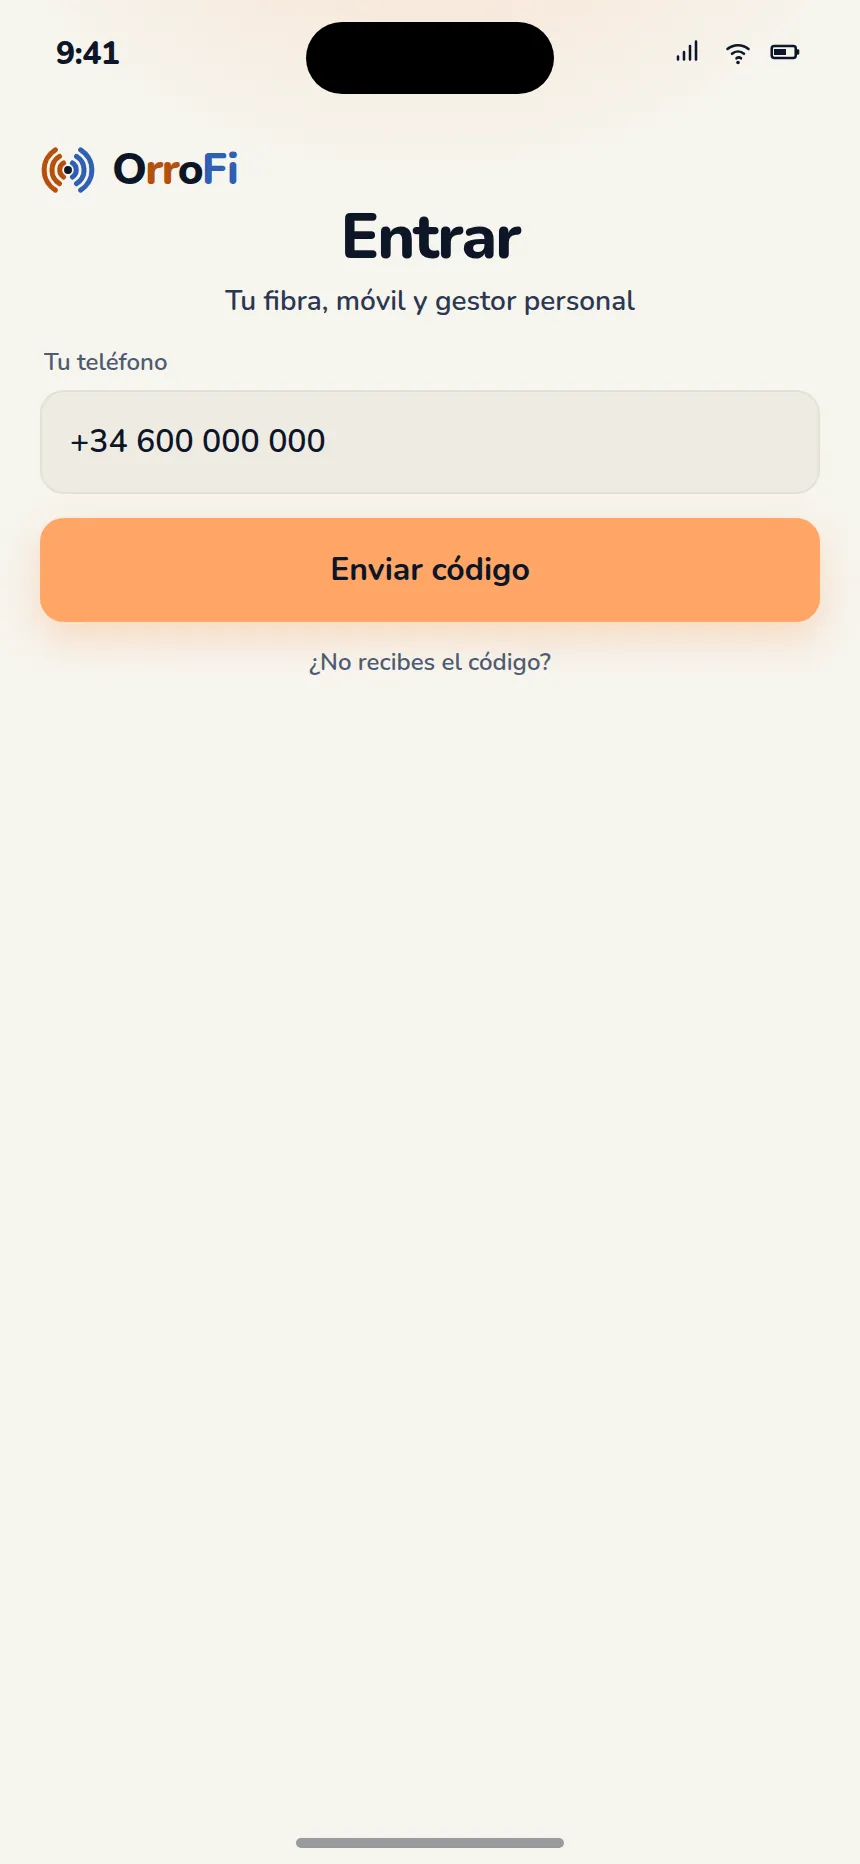 9:41
OrroFi
Entrar
Tu fibra, móvil y gestor personal
Tu teléfono
+34 600 000 000
Enviar código
¿No recibes el código?